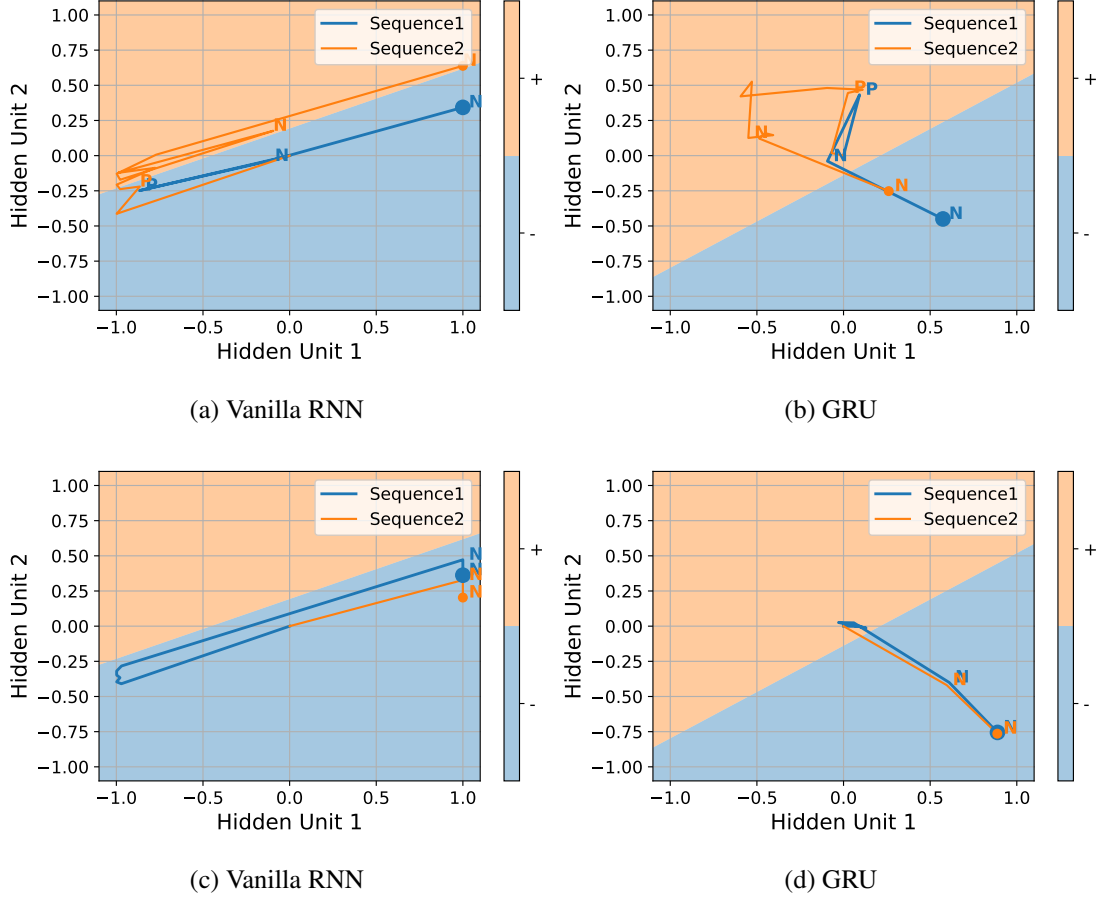 Sequence1
Sequence2
N
N
N
N
P
P
1.00
0.75
0.50
0.25
0.00
−0.25
−0.50
−0.75
−1.00
Hidden Unit 2
−1.0
−0.5
0.0
0.5
1.0
Hidden Unit 1
+
-
(a) Vanilla RNN
Sequence1
Sequence2
P
P
N
N
N
N
1.00
0.75
0.50
0.25
0.00
−0.25
−0.50
−0.75
−1.00
Hidden Unit 2
−1.0
−0.5
0.0
0.5
1.0
Hidden Unit 1
+
-
(b) GRU
Sequence1
Sequence2
N
N
N
N
1.00
0.75
0.50
0.25
0.00
−0.25
−0.50
−0.75
−1.00
Hidden Unit 2
−1.0
−0.5
0.0
0.5
1.0
Hidden Unit 1
+
-
(c) Vanilla RNN
Sequence1
Sequence2
N
N
N
N
1.00
0.75
0.50
0.25
0.00
−0.25
−0.50
−0.75
−1.00
Hidden Unit 2
−1.0
−0.5
0.0
0.5
1.0
Hidden Unit 1
+
-
(d) GRU